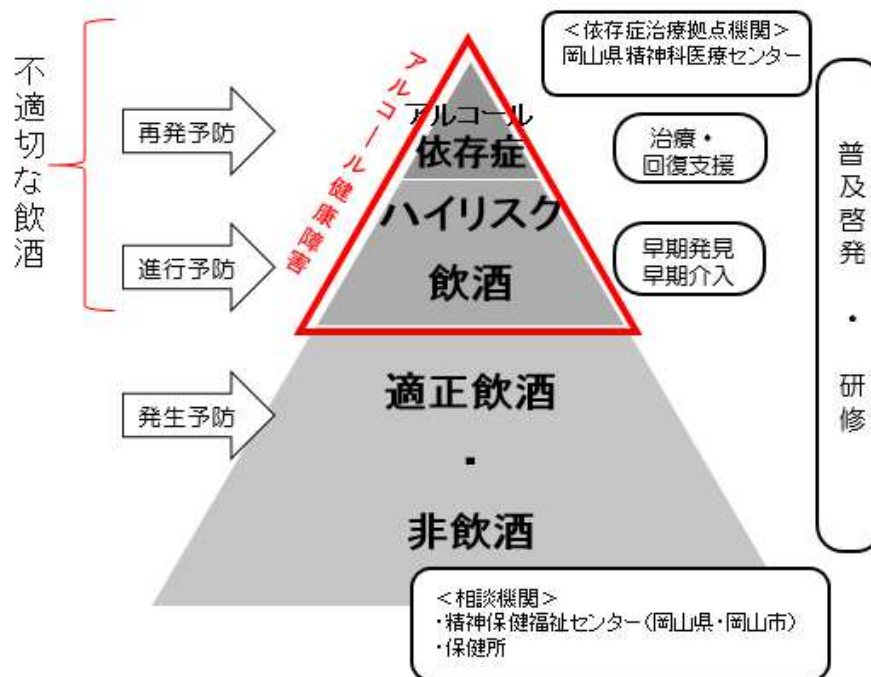 ＜依存症治療拠点機関＞
岡山県精神科医療センター
不適切な飲酒
アルコール健康障害
再発予防
アルコール
依存症
治療・
回復支援
普及啓発・研修
ハイリスク
飲酒
進行予防
早期発見
早期介入
発生予防
適正飲酒
・
非飲酒
＜相談機関＞
・精神保健福祉センター（岡山県・岡山市）
・保健所